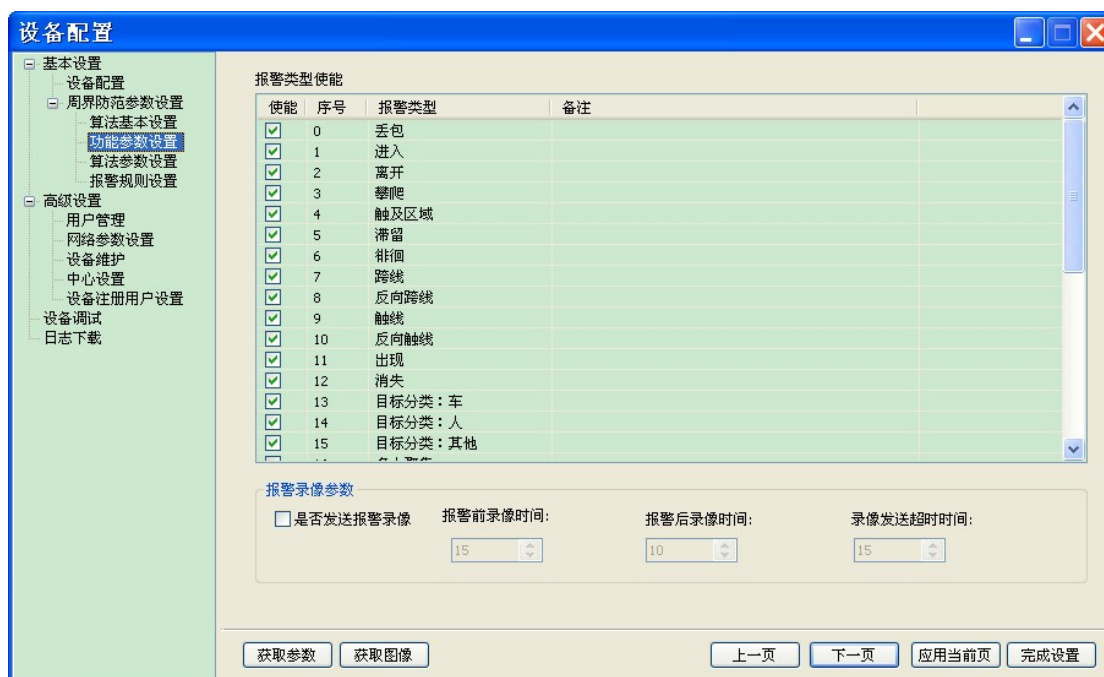 设备配置
基本设置
设备配置
周界防范参数设置
算法基本设置
功能参数设置
算法参数设置
报警规则设置
高级设置
用户管理
网络参数设置
设备维护
中心设置
设备注册用户设置
设备调试
日志下载
报警类型使能
使能 序号 报警类型 备注
0 丢包
1 进入
2 离开
3 攀爬
4 触及区域
5 滞留
6 徘徊
7 跨线
8 反向跨线
9 触线
10 反向触线
11 出现
12 消失
13 目标分类：车
14 目标分类：人
15 目标分类：其他
报警录像参数
是否发送报警录像 报警前录像时间: 报警后录像时间: 录像发送超时时间:
15 10 15
获取参数 获取图像 上一页 下一页 应用当前页 完成设置